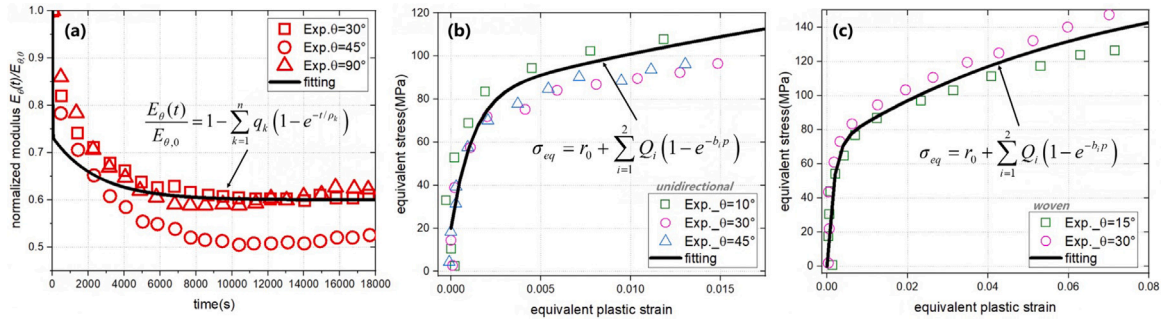 (a)
Exp.θ=30°
Exp.θ=45°
Exp.θ=90°
fitting
E_θ(t)/E_θ,0 = 1 − ∑_{k=1}^{n} q_k (1 − e^{−t/ρ_k})
normalized modulus E_θ(t)/E_θ,0
1.0
0.9
0.8
0.7
0.6
0.5
0 2000 4000 6000 8000 10000 12000 14000 16000 18000
time(s)
(b)
equivalent stress(MPa)
120
100
80
60
40
20
0
σ_eq = r_0 + ∑_{i=1}^{2} Q_i (1 − e^{−b_i p})
unidirectional
Exp._θ=10°
Exp._θ=30°
Exp._θ=45°
fitting
0.000 0.005 0.010 0.015
equivalent plastic strain
(c)
equivalent stress(MPa)
140
120
100
80
60
40
20
0
σ_eq = r_0 + ∑_{i=1}^{2} Q_i (1 − e^{−b_i p})
woven
Exp._θ=15°
Exp._θ=30°
fitting
0.00 0.02 0.04 0.06 0.08
equivalent plastic strain